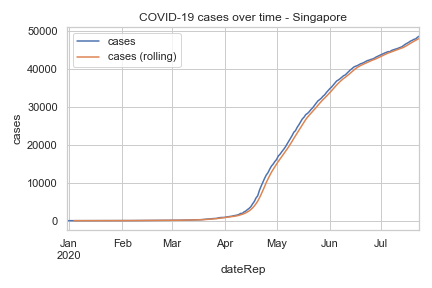 COVID-19 cases over time - Singapore
cases
cases (rolling)
cases
50000
40000
30000
20000
10000
0
Jan
2020
Feb
Mar
Apr
May
Jun
Jul
dateRep